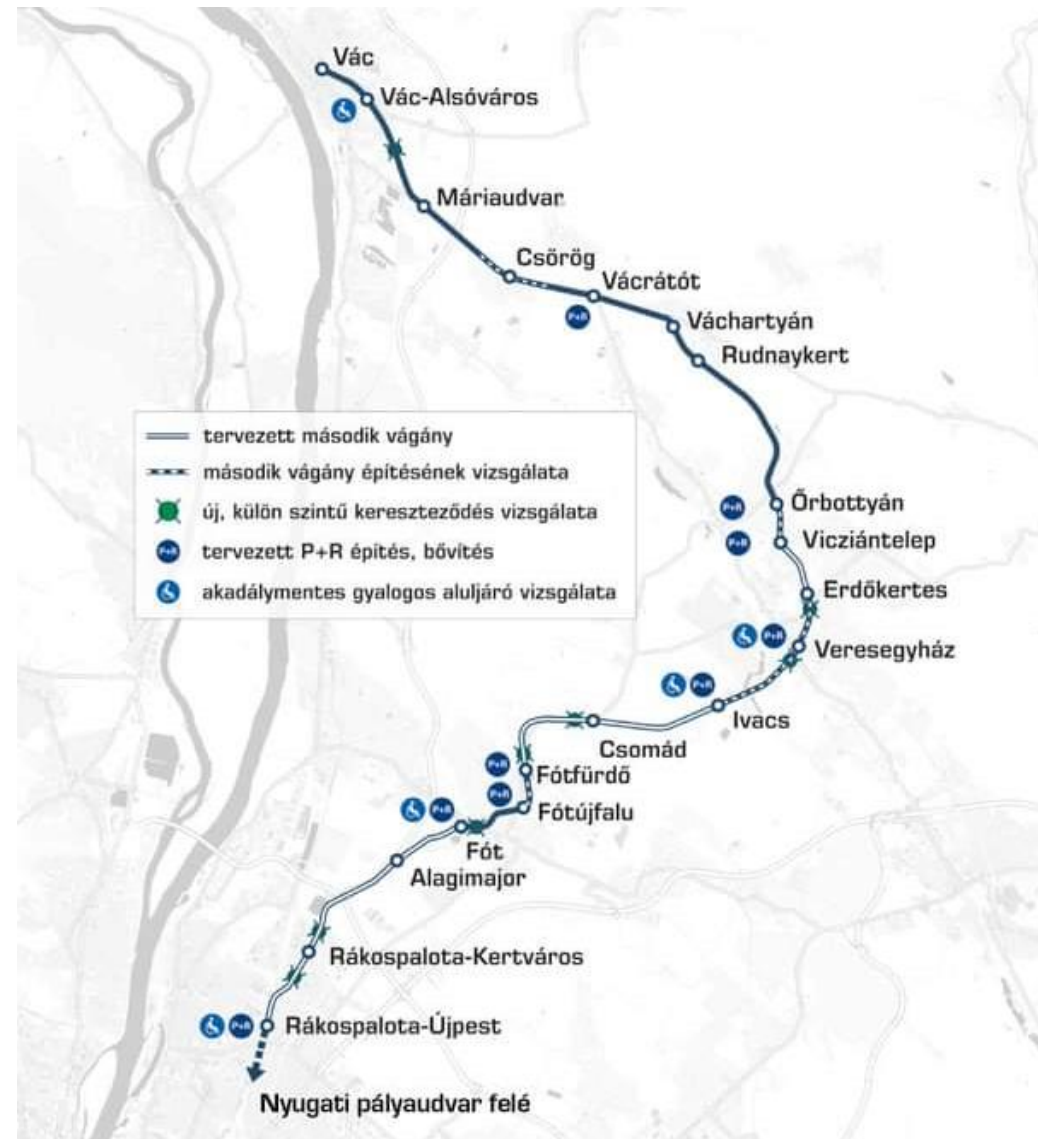 Vác
Vác-Alsóváros
Máriaudvar
Csörög
Vácrátót
P+R
Váchartyán
Rudnaykert
tervezett második vágány
második vágány építésének vizsgálata
új, külön szintű kereszteződés vizsgálata
P+R tervezett P+R építés, bővítés
akadálymentes gyalogos aluljáró vizsgálata
P+R Őrbottyán
P+R Vicziántelep
Erdőkertes
P+R Veresegyház
P+R
Ivacs
Csomád
P+R Fótfürdő
P+R Fótújfalu
P+R
Fót
Alagimajor
Rákospalota-Kertváros
P+R Rákospalota-Újpest
Nyugati pályaudvar felé